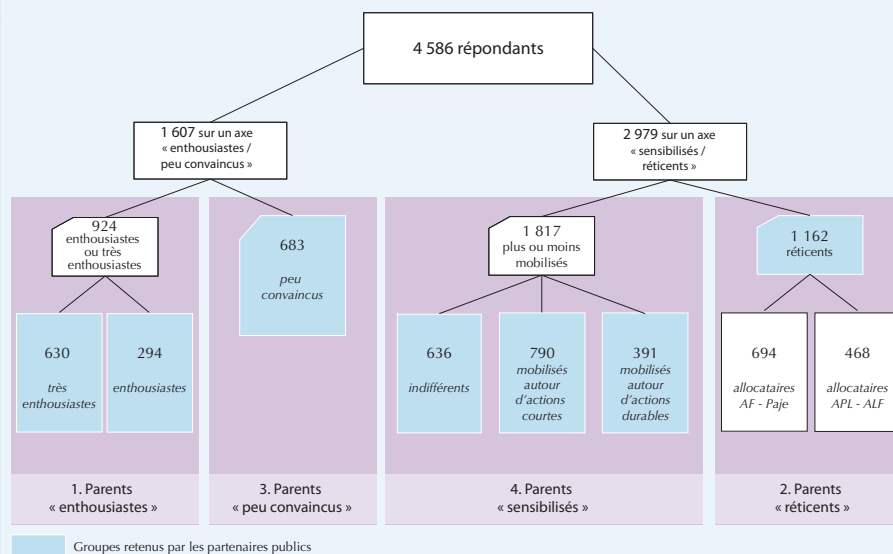 4 586 répondants
1 607 sur un axe
« enthousiastes /
peu convaincus »
2 979 sur un axe
« sensibilisés /
réticents »
924
enthousiastes
ou très
enthousiastes
683
peu
convaincus
1 817
plus ou moins
mobilisés
1 162
réticents
630
très
enthousiastes
294
enthousiastes
636
indifférents
790
mobilisés
autour
d'actions
courtes
391
mobilisés
autour
d'actions
durables
694
allocataires
AF - Paje
468
allocataires
APL - ALF
1. Parents
« enthousiastes »
3. Parents
« peu convaincus »
4. Parents
« sensibilisés »
2. Parents
« réticents »
Groupes retenus par les partenaires publics